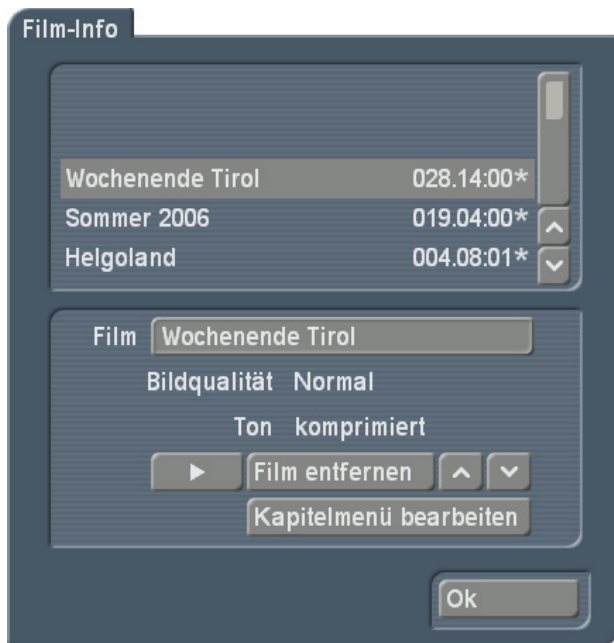 Film-Info
Wochenende Tirol 028.14:00*
Sommer 2006 019.04:00*
Helgoland 004.08:01*
Film Wochenende Tirol
Bildqualität Normal
Ton komprimiert
Film entfernen
Kapitelmenü bearbeiten
Ok